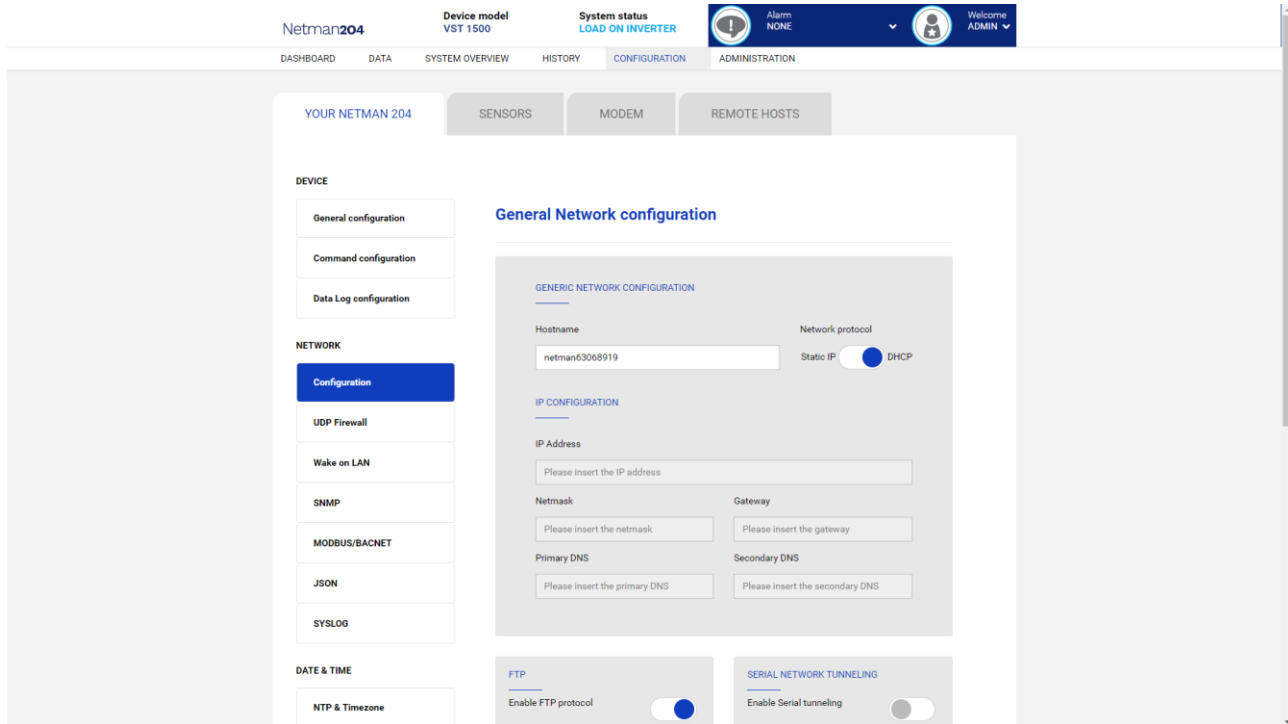 Netman204
Device model
VST 1500
System status
LOAD ON INVERTER
Alarm
NONE
Welcome
ADMIN
DASHBOARD DATA SYSTEM OVERVIEW HISTORY CONFIGURATION ADMINISTRATION
YOUR NETMAN 204 SENSORS MODEM REMOTE HOSTS
DEVICE
General configuration
Command configuration
Data Log configuration
NETWORK
Configuration
UDP Firewall
Wake on LAN
SNMP
MODBUS/BACNET
JSON
SYSLOG
DATE & TIME
NTP & Timezone
General Network configuration
GENERIC NETWORK CONFIGURATION
Hostname
netman63068919
Network protocol
Static IP DHCP
IP CONFIGURATION
IP Address
Please insert the IP address
Netmask Gateway
Please insert the netmask Please insert the gateway
Primary DNS Secondary DNS
Please insert the primary DNS Please insert the secondary DNS
FTP
Enable FTP protocol
SERIAL NETWORK TUNNELING
Enable Serial tunneling